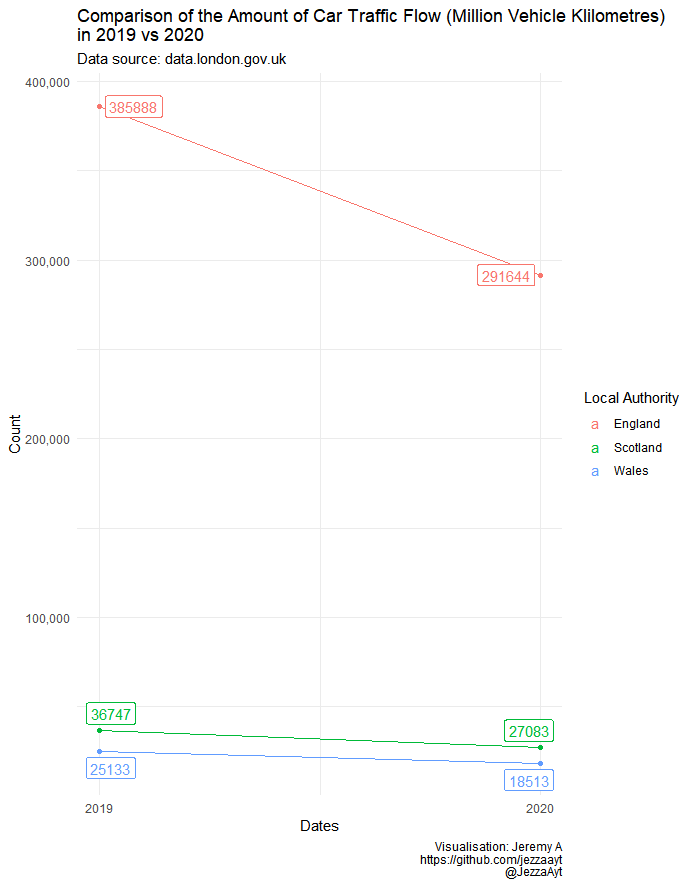 Comparison of the Amount of Car Traffic Flow (Million Vehicle Klilometres)
in 2019 vs 2020
Data source: data.london.gov.uk
400,000
385888
300,000
291644
Local Authority
a England
a Scotland
a Wales
Count
200,000
100,000
36747
27083
25133
18513
2019
2020
Dates
Visualisation: Jeremy A
https://github.com/jezzaayt
@JezzaAyt